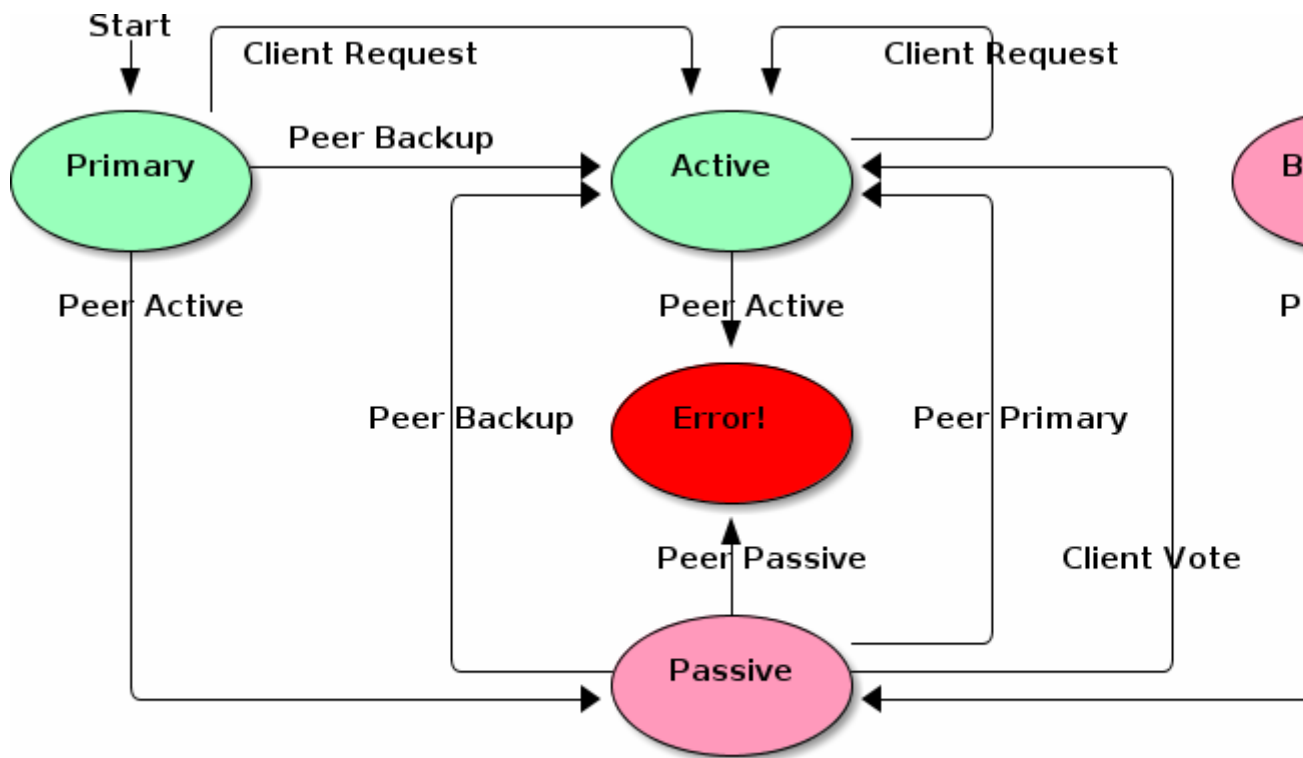 Start
Client Request
Client Request
Peer Backup
Primary
Active
B
Peer Active
Peer Active
P
Error!
Peer Backup
Peer Primary
Peer Passive
Client Vote
Passive